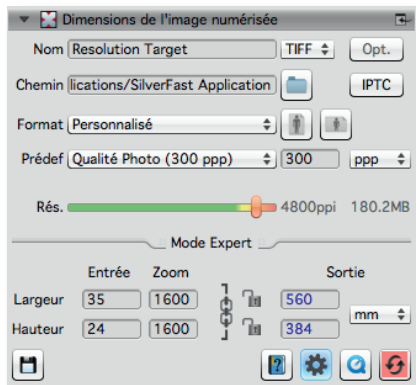 Dimensions de l'image numérisée
Nom Resolution Target TIFF Opt.
Chemin lications/SilverFast Application IPTC
Format Personnalisé
Prédef Qualité Photo (300 ppp) 300 ppp
Rés. 4800ppi 180.2MB
Mode Expert
Entrée Zoom Sortie
Largeur 35 1600 560
mm
Hauteur 24 1600 384
?